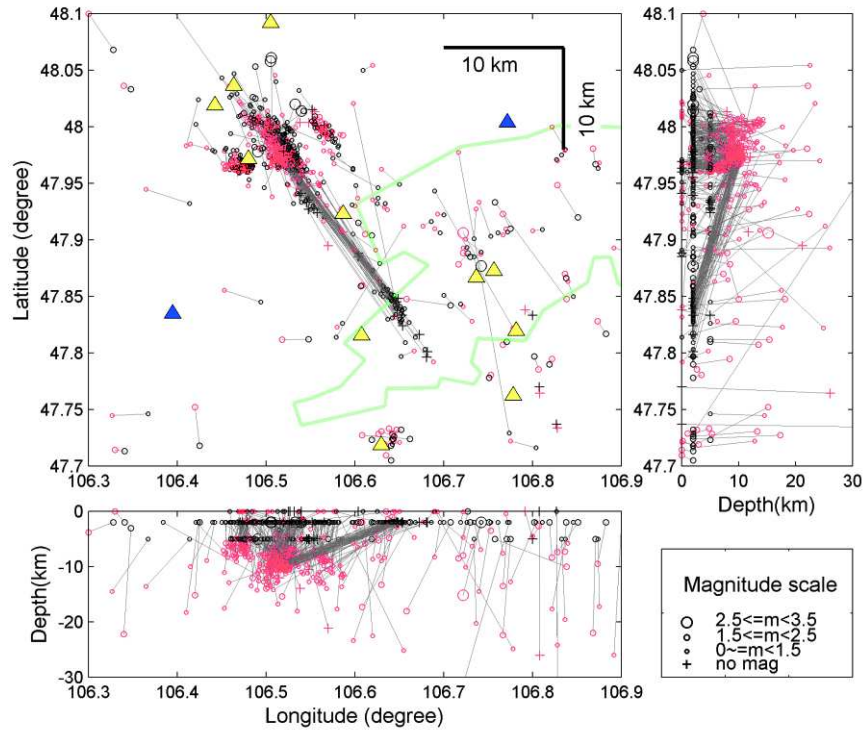 48.1
48.05
48
47.95
47.9
47.85
47.8
47.75
47.7
Latitude (degree)
10 km
10 km
106.3 106.4 106.5 106.6 106.7 106.8 106.9
48.1
48.05
48
47.95
47.9
47.85
47.8
47.75
47.7
0 10 20 30
Depth(km)
0
-10
-20
-30
Depth(km)
106.3 106.4 106.5 106.6 106.7 106.8 106.9
Longitude (degree)
Magnitude scale
2.5<=m<3.5
1.5<=m<2.5
0~=m<1.5
no mag